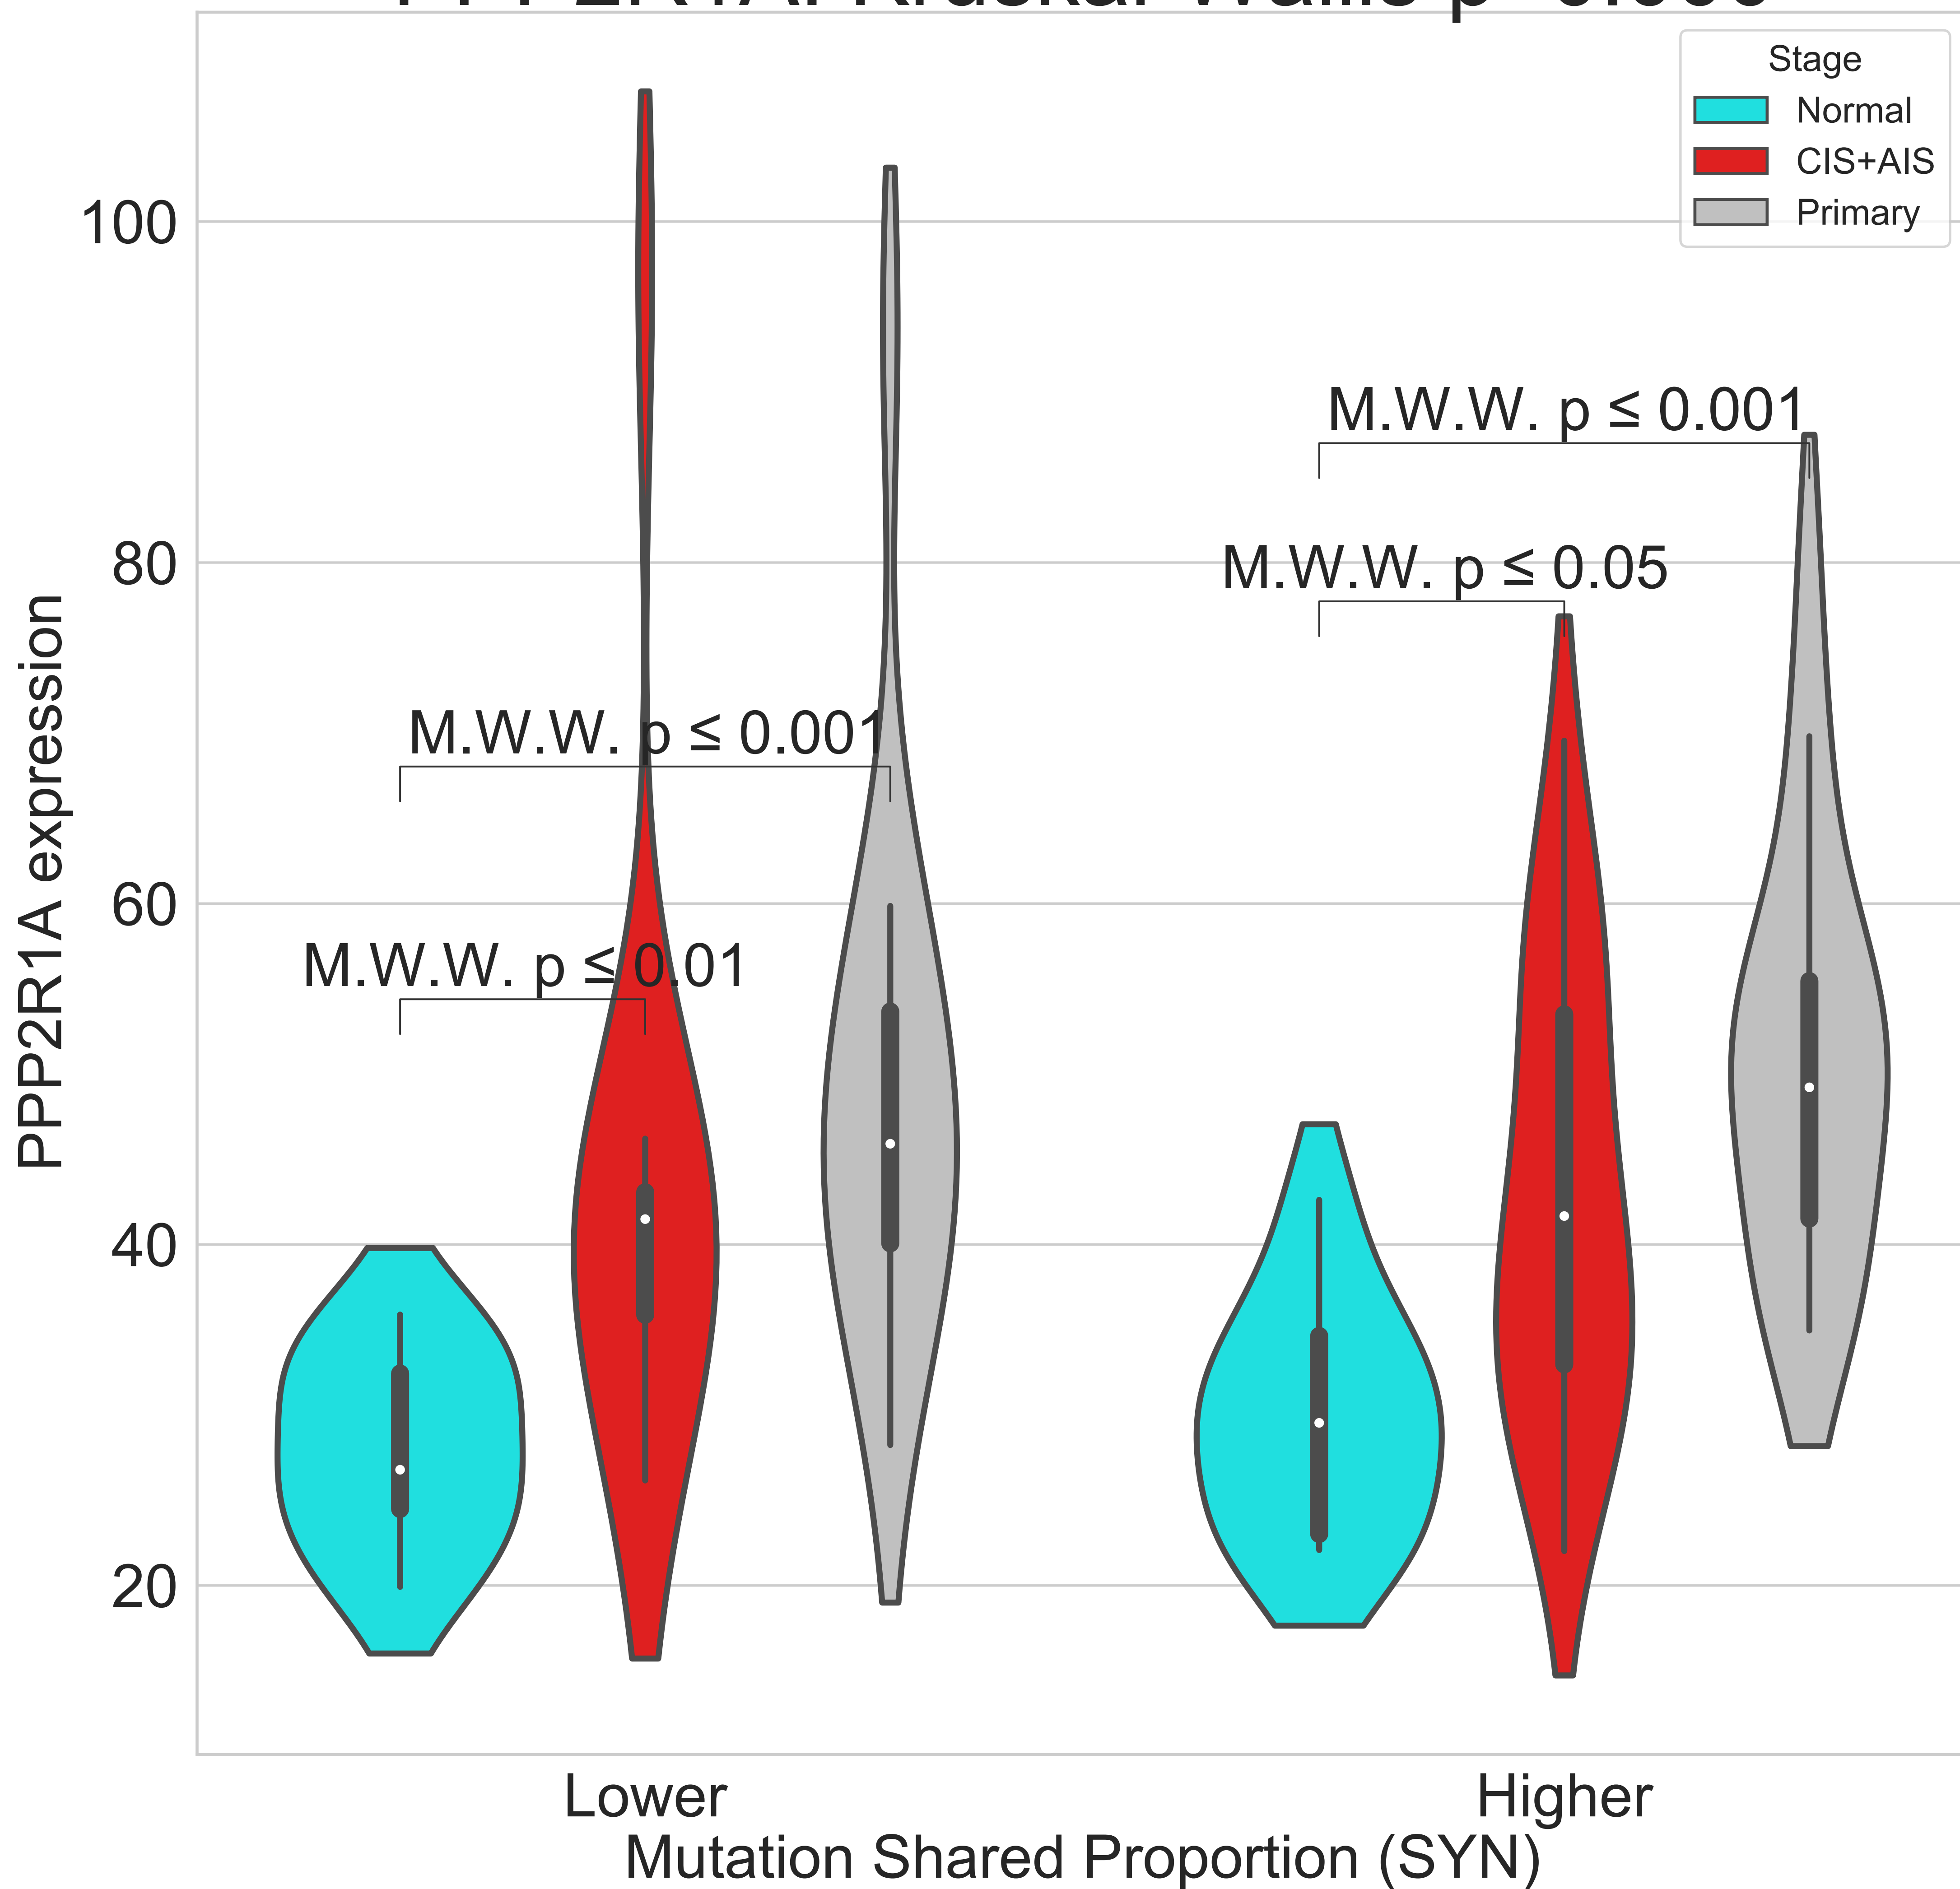 Stage
Normal
CIS+AIS
Primary
100
80
60
40
20
PPP2R1A expression
M.W.W. p ≤ 0.001
M.W.W. p ≤ 0.05
M.W.W. p ≤ 0.001
M.W.W. p ≤ 0.01
Lower
Higher
Mutation Shared Proportion (SYN)